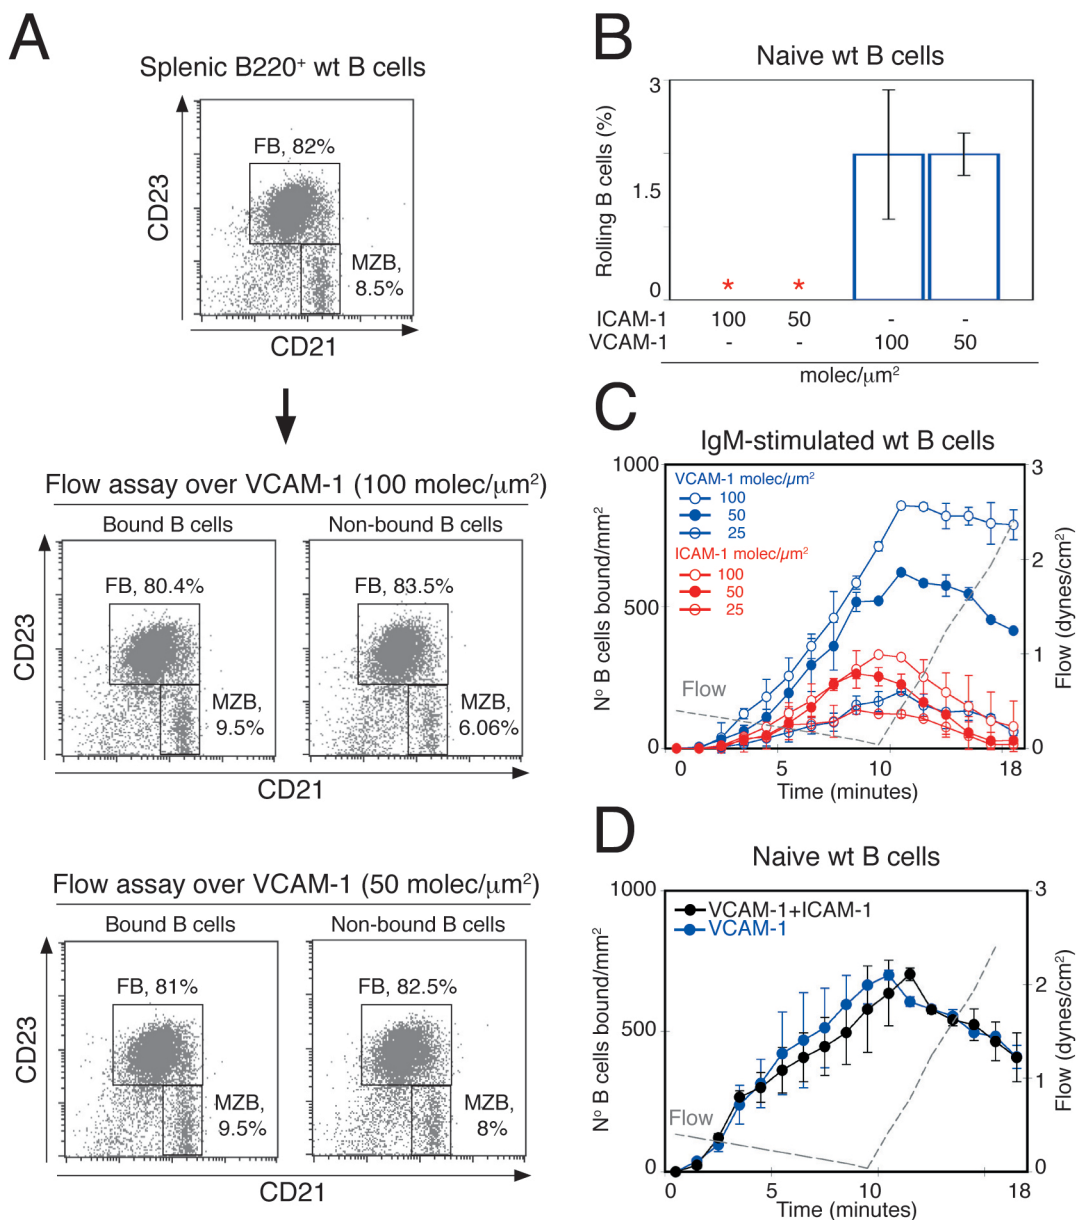 A
Splenic B220⁺ wt B cells
FB, 82%
MZB,
8.5%
CD23
CD21
Flow assay over VCAM-1 (100 molec/μm²)
Bound B cells
Non-bound B cells
FB, 80.4%
FB, 83.5%
MZB,
9.5%
MZB,
6.06%
CD23
CD21
Flow assay over VCAM-1 (50 molec/μm²)
Bound B cells
Non-bound B cells
FB, 81%
FB, 82.5%
MZB,
9.5%
MZB,
8%
CD23
CD21
B
Naive wt B cells
Rolling B cells (%)
3
1.5
0
*
*
ICAM-1 100 50 - -
VCAM-1 - - 100 50
molec/μm²
C
IgM-stimulated wt B cells
1000
500
0
Nº B cells bound/mm²
VCAM-1 molec/μm²
100
50
25
ICAM-1 molec/μm²
100
50
25
Flow
3
2
1
0
Flow (dynes/cm²)
0 5 10 18
Time (minutes)
D
Naive wt B cells
1000
500
0
Nº B cells bound/mm²
VCAM-1+ICAM-1
VCAM-1
Flow
3
2
1
0
Flow (dynes/cm²)
0 5 10 18
Time (minutes)